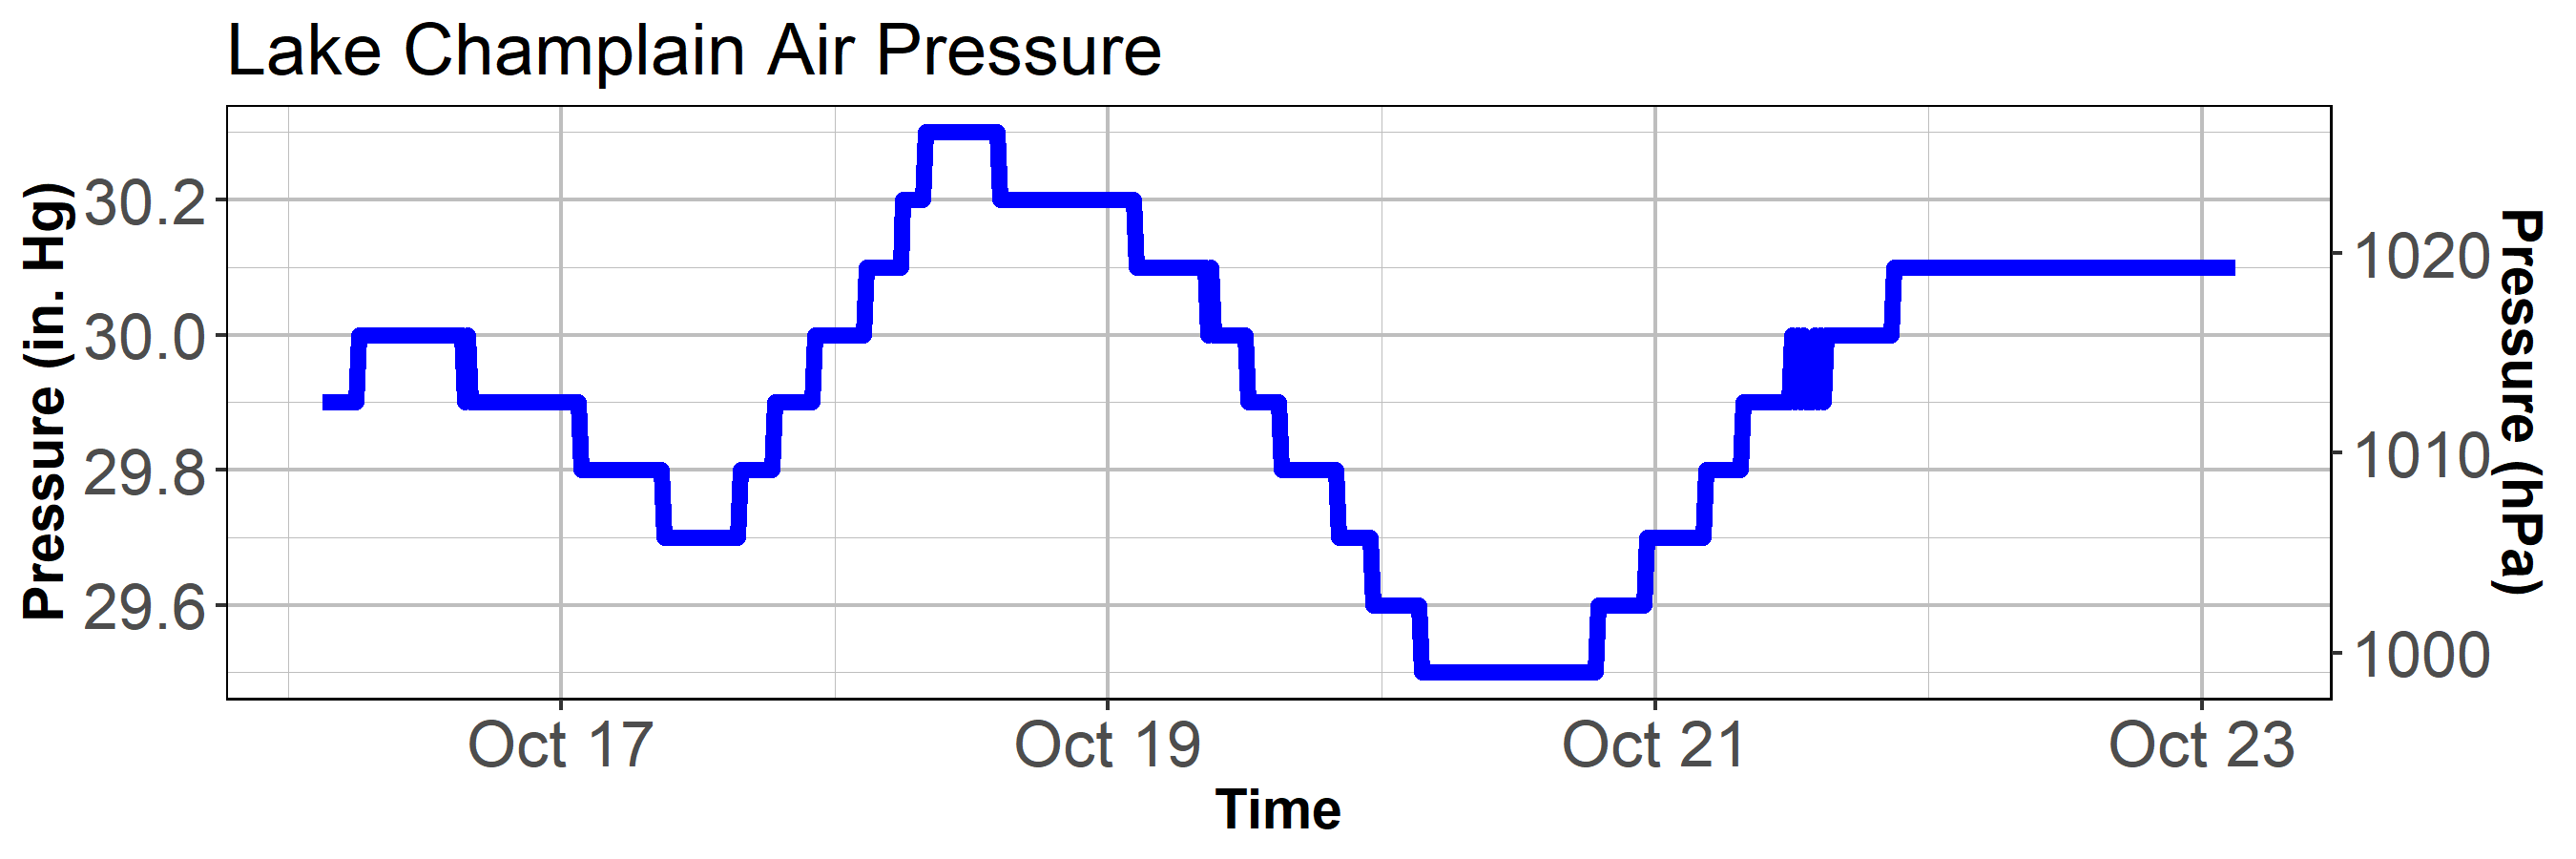 Lake Champlain Air Pressure
Pressure (in. Hg)
30.2
30.0
29.8
29.6
1020
1010
1000
Pressure (hPa)
Oct 17 Oct 19 Oct 21 Oct 23
Time